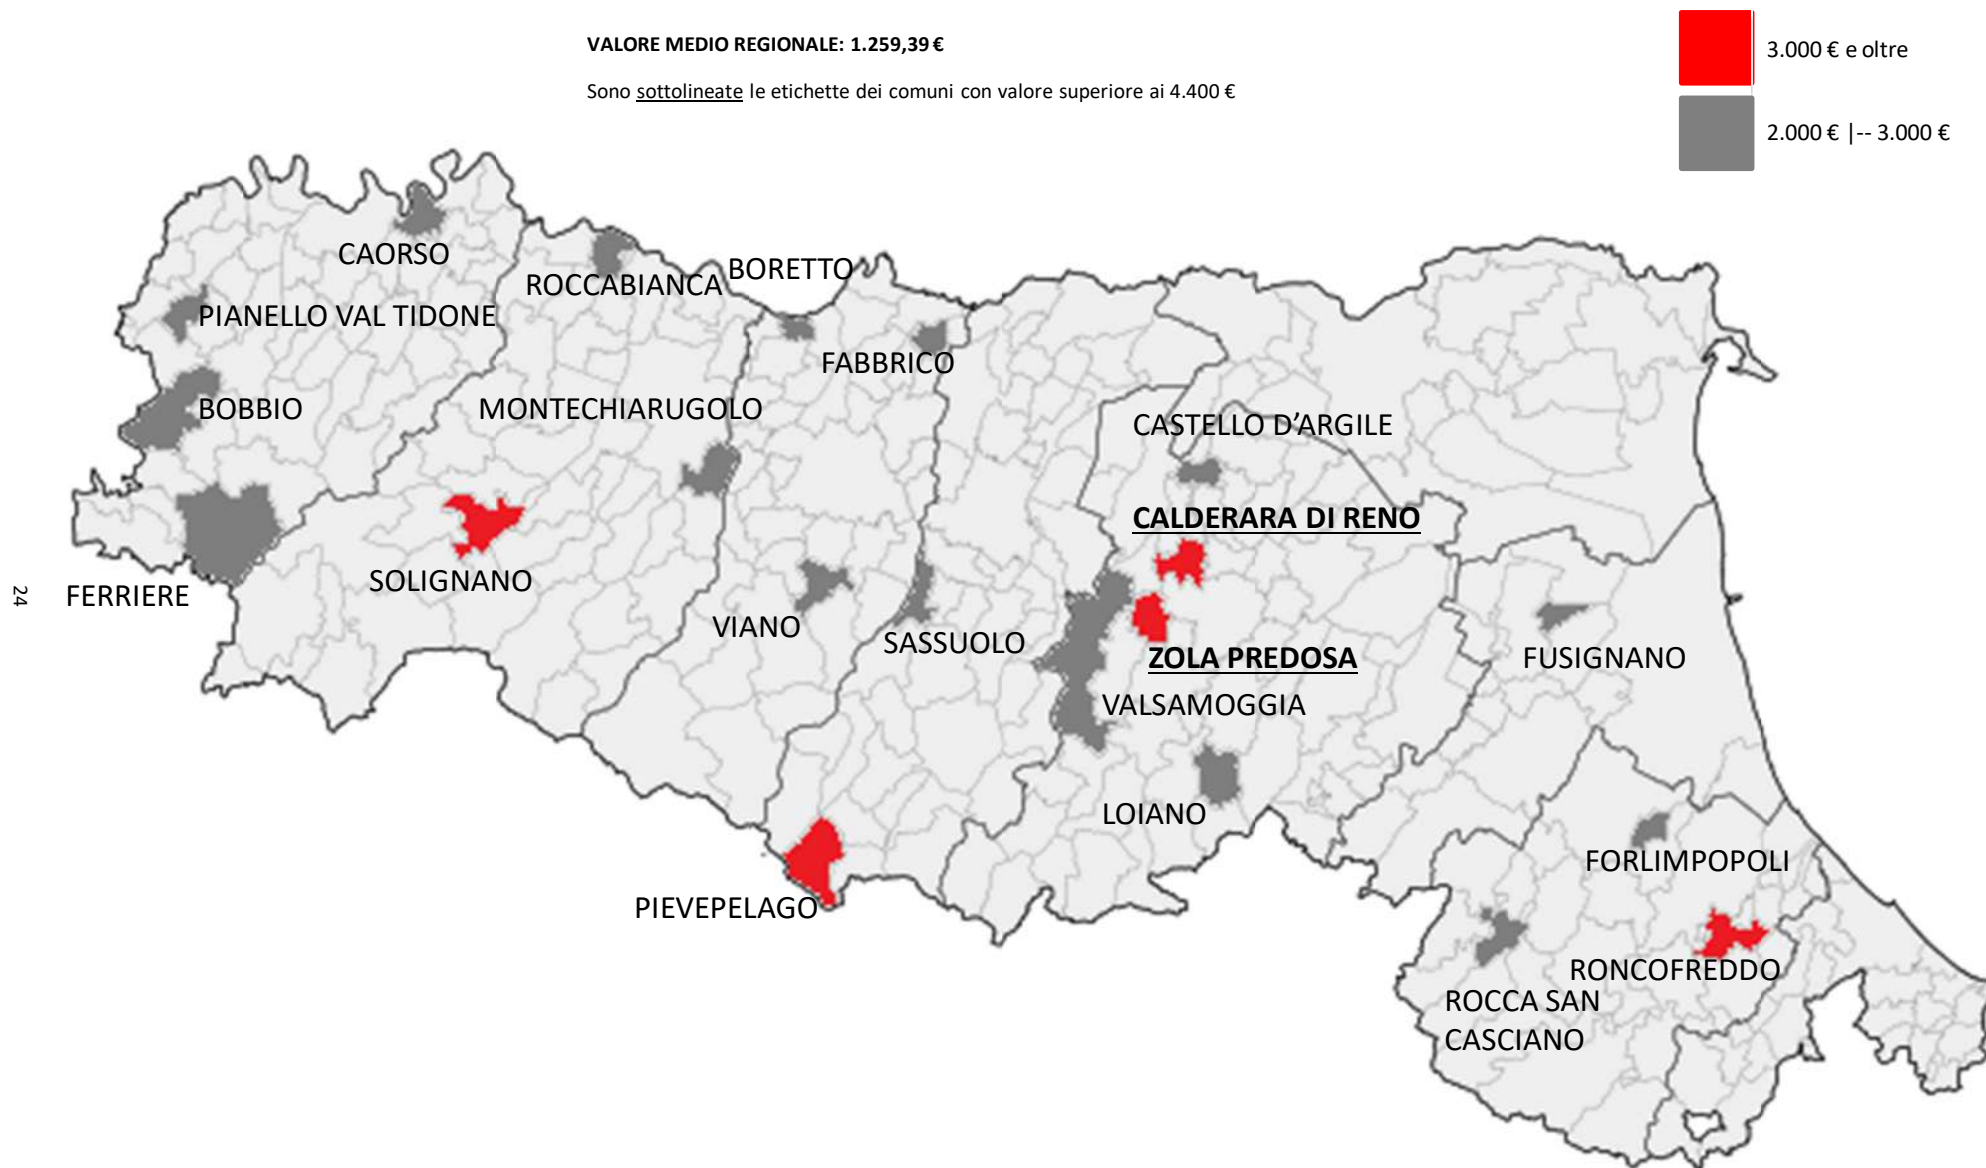 VALORE MEDIO REGIONALE: 1.259,39 €
Sono sottolineate le etichette dei comuni con valore superiore ai 4.400 €
3.000 € e oltre
2.000 € |-- 3.000 €
CAORSO
ROCCABIANCA
BORETTO
PIANELLO VAL TIDONE
FABBRICO
BOBBIO
MONTECHIARUGOLO
CASTELLO D'ARGILE
CALDERARA DI RENO
SOLIGNANO
FERRIERE
24
VIANO
SASSUOLO
ZOLA PREDOSA
FUSIGNANO
VALSAMOGGIA
LOIANO
FORLIMPOPOLI
PIEVEPELAGO
RONCOFREDDO
ROCCA SAN
CASCIANO